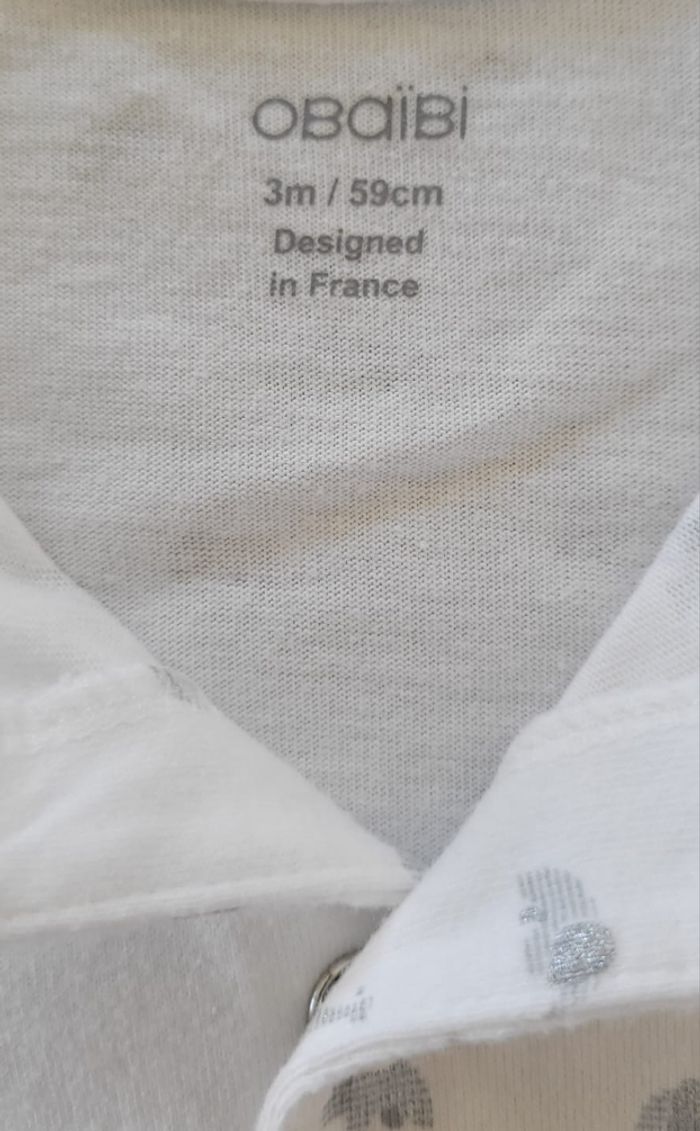 OBaïBi
3m / 59cm
Designed
in France